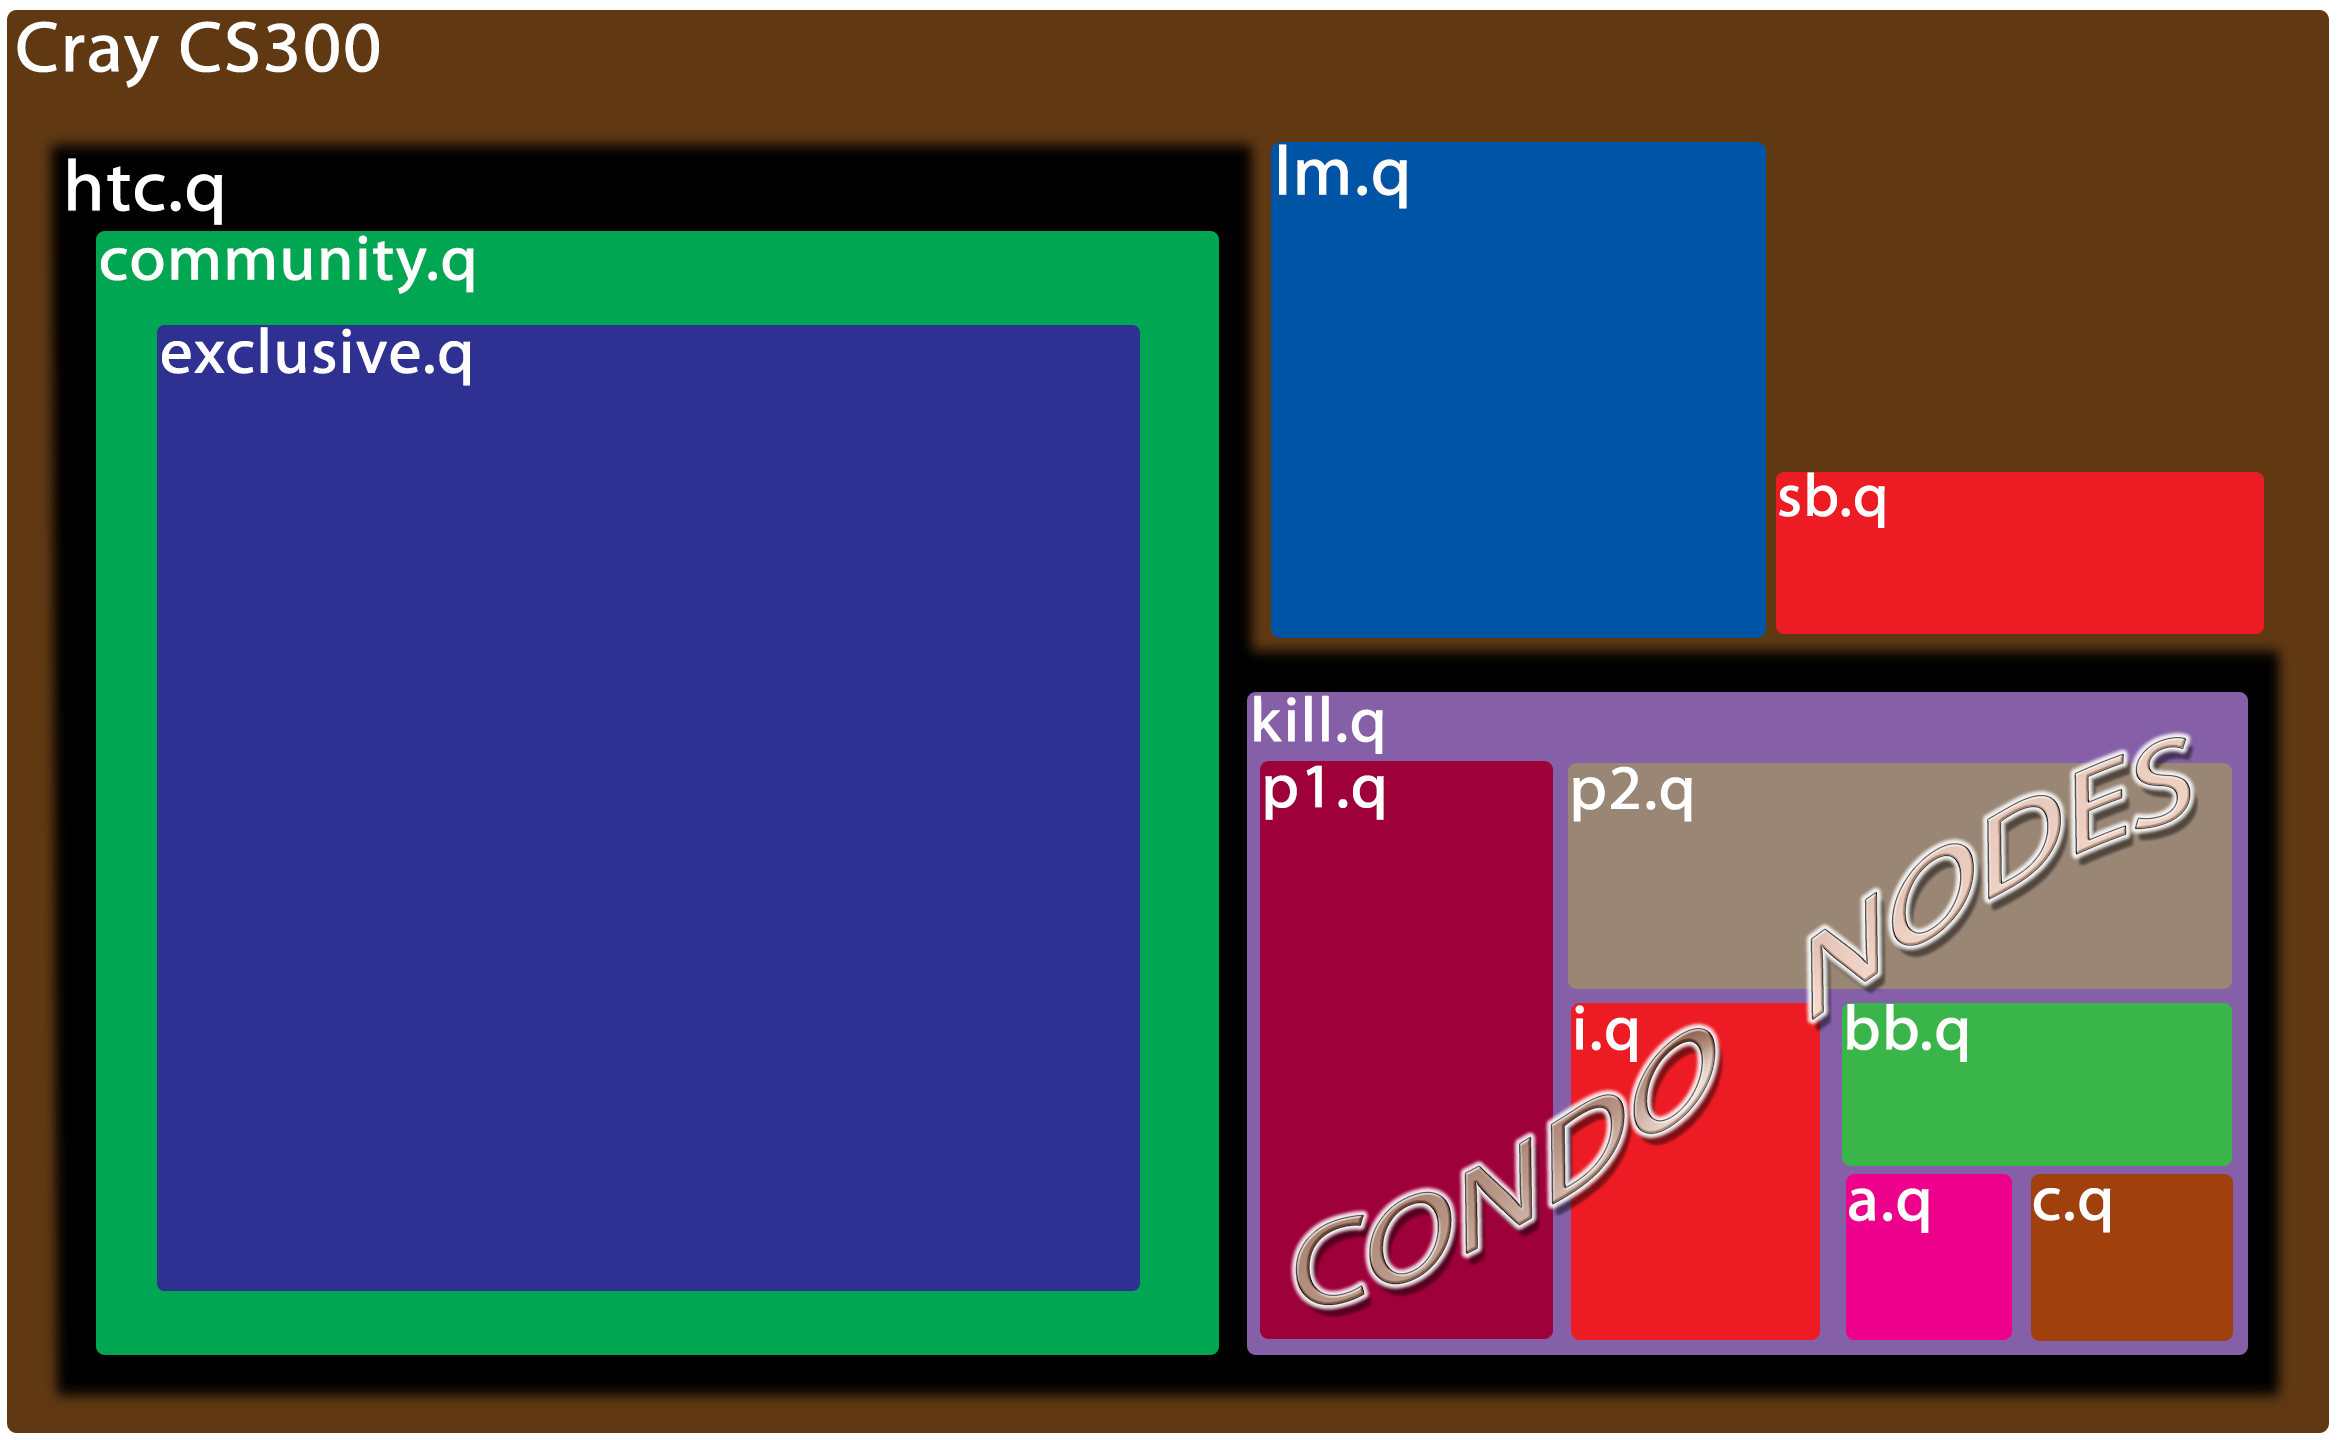 Cray CS300
htc.q
lm.q
community.q
exclusive.q
sb.q
kill.q
p1.q
p2.q
i.q
bb.q
a.q
c.q
CONDO NODES